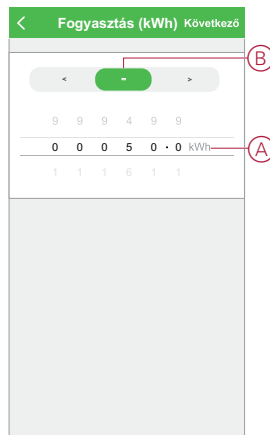 < Fogyasztás (kWh) Következő
B
< = >
9 9 9 4 9 9
0 0 0 5 0 · 0 kWh
A
1 1 1 6 1 1